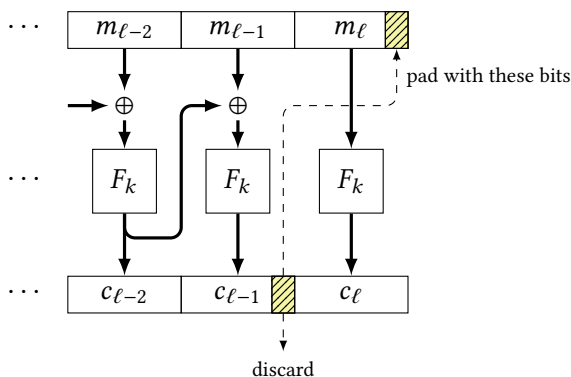 ··· m_{ℓ−2} m_{ℓ−1} m_ℓ
pad with these bits
⊕ ⊕
··· F_k F_k F_k
··· c_{ℓ−2} c_{ℓ−1} c_ℓ
discard